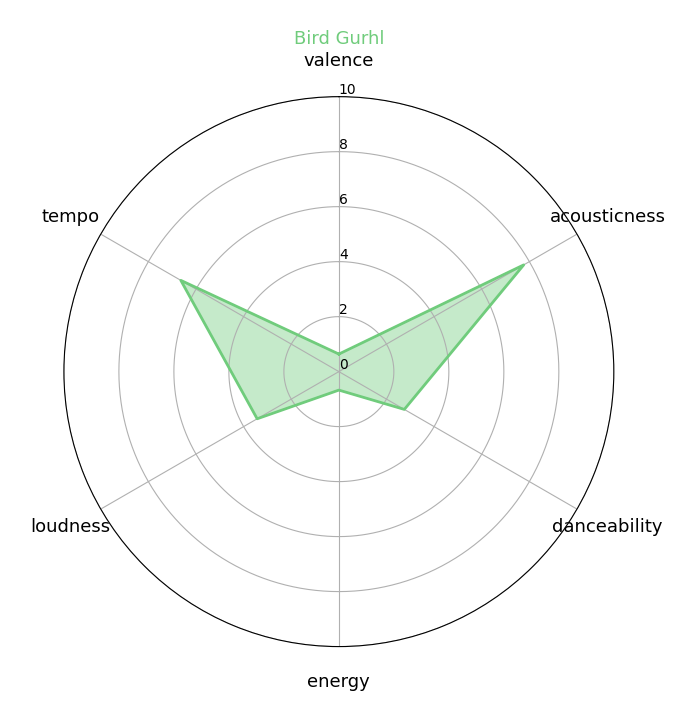 Bird Gurhl
valence
10
8
6
4
2
0
tempo
acousticness
loudness
danceability
energy